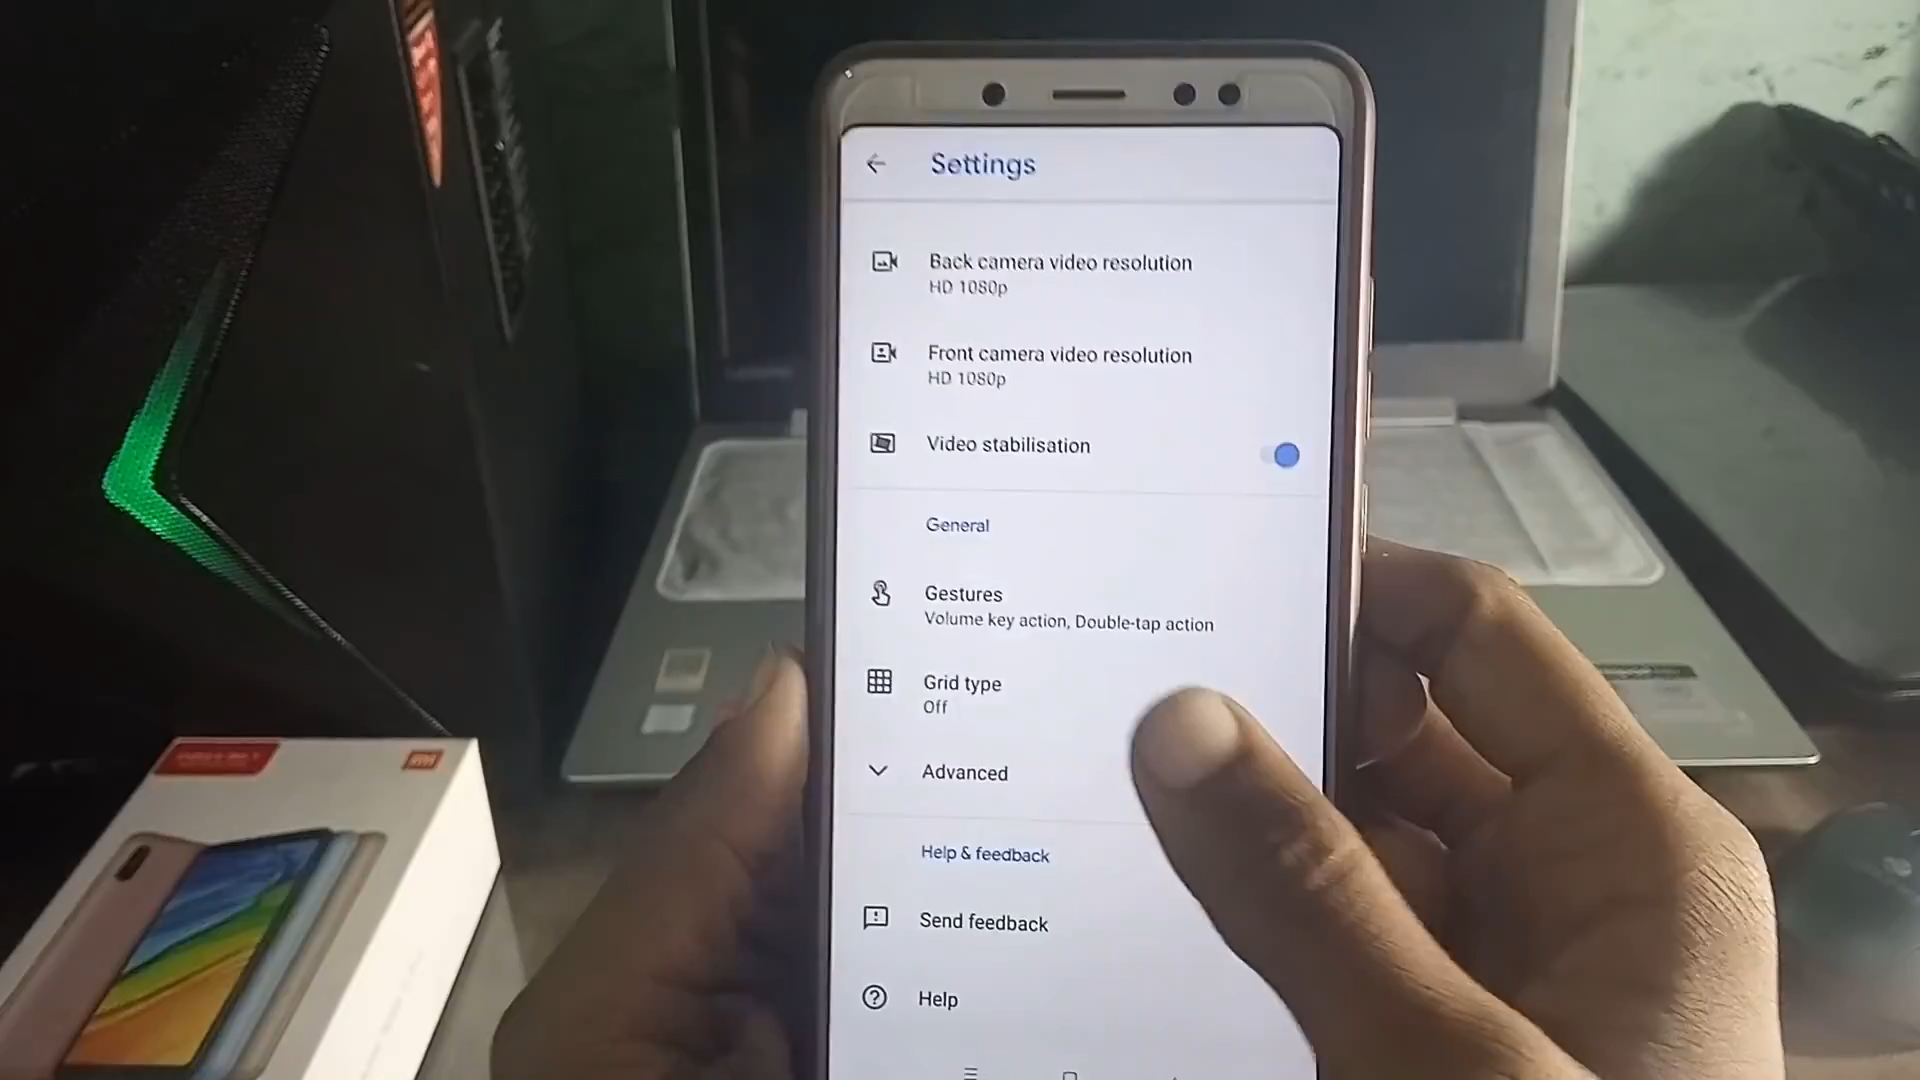 Settings
Back camera video resolution
HD 1080p
Front camera video resolution
HD 1080p
Video stabilisation
General
Gestures
Volume key action, Double-tap action
Grid type
Off
Advanced
Help & feedback
Send feedback
Help